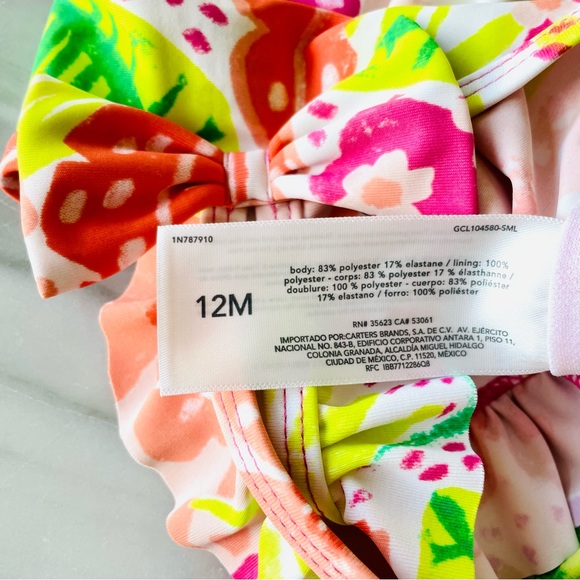 1N787910
GCL104580-SML
12M
body: 83% polyester 17% elastane / lining: 100%
polyester - corps: 83 % polyester 17 % élasthanne /
doublure: 100 % polyester - cuerpo: 83% poliéster
17% elastano / forro: 100% poliéster
RN# 35623 CA# 53061
IMPORTADO POR:CARTERS BRANDS, S.A. DE C.V. AV. EJÉRCITO
NACIONAL NO. 843-B, EDIFICIO CORPORATIVO ANTARA 1, PISO 11,
COLONIA GRANADA, ALCALDÍA MIGUEL HIDALGO
CIUDAD DE MÉXICO, C.P. 11520, MÉXICO
RFC IBB7712286Q8